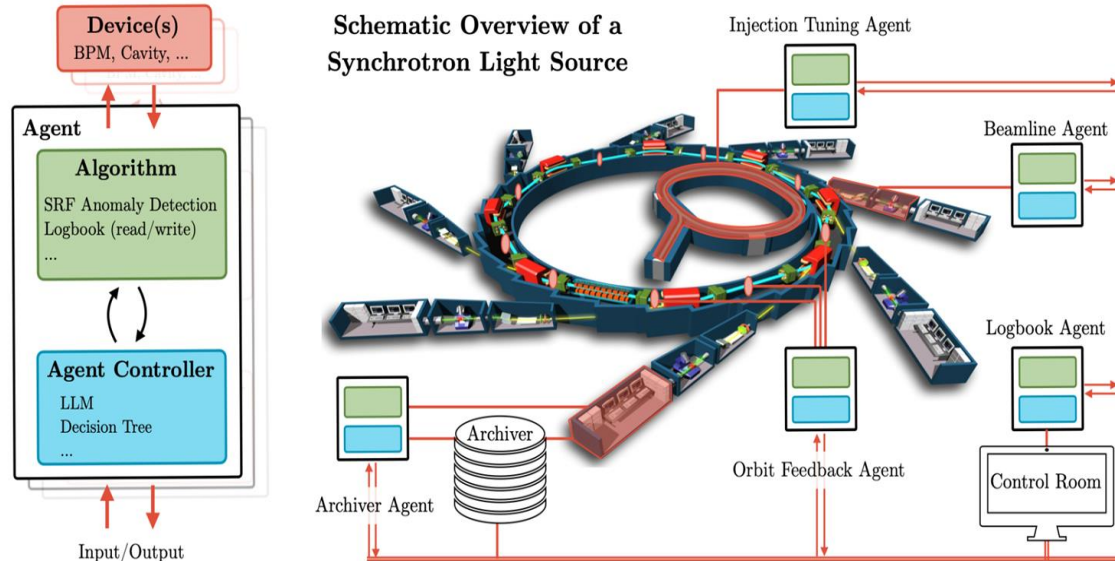 Device(s)
BPM, Cavity, ...
Agent
Algorithm
SRF Anomaly Detection
Logbook (read/write)
...
Agent Controller
LLM
Decision Tree
...
Input/Output
Schematic Overview of a
Synchrotron Light Source
Injection Tuning Agent
Beamline Agent
Logbook Agent
Control Room
Orbit Feedback Agent
Archiver
Archiver Agent